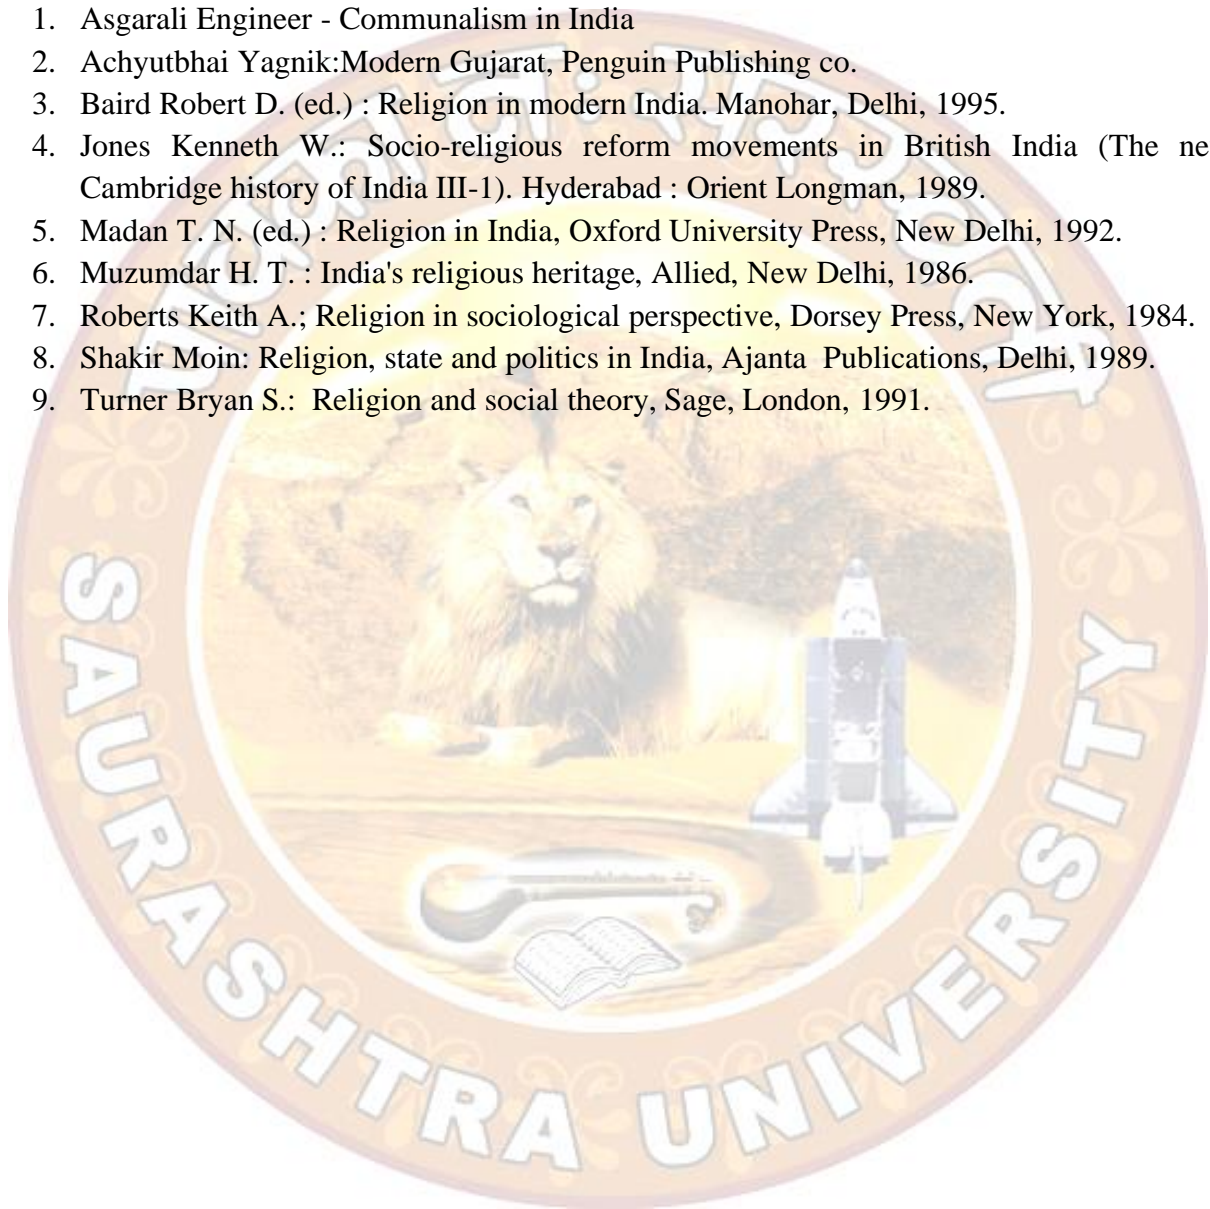 1. Asgarali Engineer - Communalism in India
2. Achyutbhai Yagnik:Modern Gujarat, Penguin Publishing co.
3. Baird Robert D. (ed.) : Religion in modern India. Manohar, Delhi, 1995.
4. Jones Kenneth W.: Socio-religious reform movements in British India (The ne
Cambridge history of India III-1). Hyderabad : Orient Longman, 1989.
5. Madan T. N. (ed.) : Religion in India, Oxford University Press, New Delhi, 1992.
6. Muzumdar H. T. : India's religious heritage, Allied, New Delhi, 1986.
7. Roberts Keith A.; Religion in sociological perspective, Dorsey Press, New York, 1984.
8. Shakir Moin: Religion, state and politics in India, Ajanta Publications, Delhi, 1989.
9. Turner Bryan S.: Religion and social theory, Sage, London, 1991.
SAURASHTRA UNIVERSITY